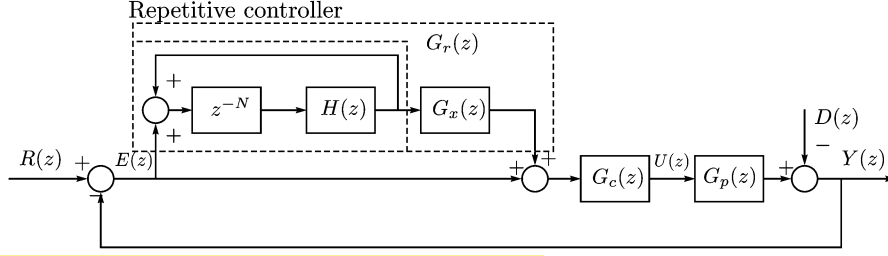 Repetitive controller
G_r(z)
+
z^{-N}
H(z)
G_x(z)
+
R(z)
+
E(z)
+
+
G_c(z)
U(z)
G_p(z)
+
D(z)
−
Y(z)
−